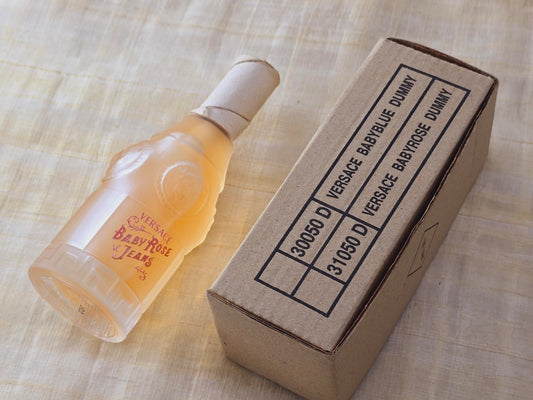 VERSACE
BABY ROSE
JEANS
30050 D VERSACE BABYBLUE DUMMY
31050 D VERSACE BABYROSE DUMMY